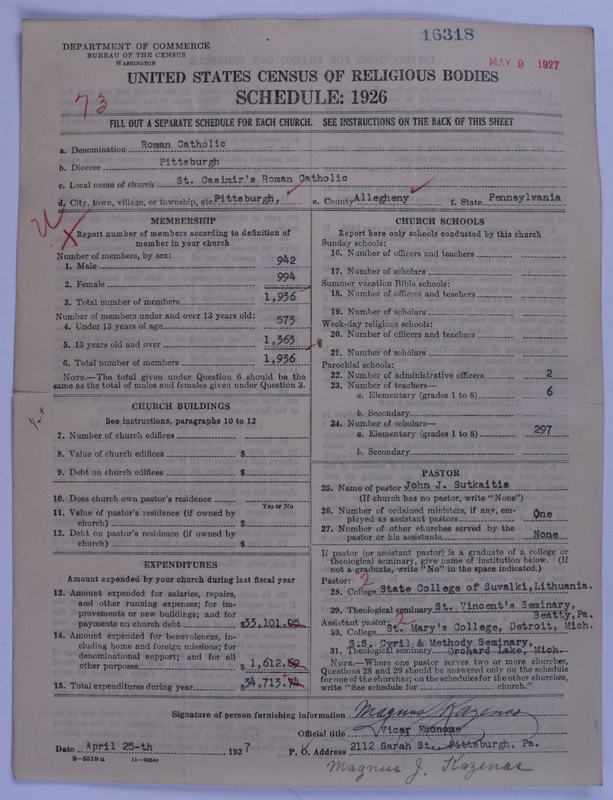 16318
DEPARTMENT OF COMMERCE
BUREAU OF THE CENSUS
WASHINGTON
MAY 9 1927
UNITED STATES CENSUS OF RELIGIOUS BODIES
SCHEDULE: 1926
73
FILL OUT A SEPARATE SCHEDULE FOR EACH CHURCH. SEE INSTRUCTIONS ON THE BACK OF THIS SHEET
a. Denomination Roman Catholic
b. Diocese Pittsburgh
c. Local name of church St. Casimir's Roman Catholic
d. City, town, village, or township, etc. Pittsburgh, e. County Allegheny f. State Pennsylvania
MEMBERSHIP
Report number of members according to definition of
member in your church
Number of members, by sex:
1. Male 942
2. Female 994
3. Total number of members 1,936
Number of members under and over 13 years old:
4. Under 13 years of age 573
5. 13 years old and over 1,363
6. Total number of members 1,936
NOTE.—The total given under Question 6 should be the
same as the total of males and females given under Question 3.
CHURCH BUILDINGS
See instructions, paragraphs 10 to 12
7. Number of church edifices
8. Value of church edifices $
9. Debt on church edifices $
10. Does church own pastor's residence
Yes or No
11. Value of pastor's residence (if owned by
church) $
12. Debt on pastor's residence (if owned by
church) $
EXPENDITURES
Amount expended by your church during last fiscal year
13. Amount expended for salaries, repairs,
and other running expenses; for im-
provements or new buildings; and for
payments on church debt $33,101.
14. Amount expended for benevolences, in-
cluding home and foreign missions; for
denominational support; and for all
other purposes $ 1,612.
15. Total expenditures during year $34,713.
CHURCH SCHOOLS
Report here only schools conducted by this church
Sunday schools:
16. Number of officers and teachers
17. Number of scholars
Summer vacation Bible schools:
18. Number of officers and teachers
19. Number of scholars
Week-day religious schools:
20. Number of officers and teachers
21. Number of scholars
Parochial schools:
22. Number of administrative officers 2
23. Number of teachers—
a. Elementary (grades 1 to 8) 6
b. Secondary
24. Number of scholars—
a. Elementary (grades 1 to 8) 297
b. Secondary
PASTOR
25. Name of pastor John J. Sutkaitis
(If church has no pastor, write "None")
26. Number of ordained ministers, if any, em-
ployed as assistant pastors One
27. Number of other churches served by the
pastor or his assistants None
If pastor (or assistant pastor) is a graduate of a college or
theological seminary, give name of institution below. (If
not a graduate, write "No" in the space indicated.)
Pastor: 2
28. College State College of Suvalki, Lithuania.
29. Theological seminary St. Vincent's Seminary,
Beatty, Pa.
Assistant pastor: 2
30. College St. Mary's College, Detroit, Mich.
S.S. Cyril & Methody Seminary,
31. Theological seminary Orchard Lake, Mich.
NOTE.—Where one pastor serves two or more churches,
Questions 28 and 29 should be answered only on the schedule
for one of the churches; on the schedules for the other churches,
write "See schedule for church."
Signature of person furnishing information Magnus Kazenas
Official title Vicar Econome
Date April 25-th 1927 P. O. Address 2112 Sarah St., Pittsburgh, Pa.
8-5519a
Magnus J. Kazenas